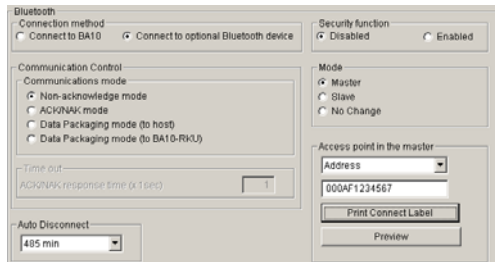 Bluetooth
Connection method
Connect to BA10 Connect to optional Bluetooth device
Security function
Disabled Enabled
Communication Control
Communications mode
Non-acknowledge mode
ACK/NAK mode
Data Packaging mode (to host)
Data Packaging mode (to BA10-RKU)
Time out
ACK/NAK response time (x 1sec) 1
Mode
Master
Slave
No Change
Access point in the master
Address
000AF1234567
Print Connect Label
Preview
Auto Disconnect
485 min